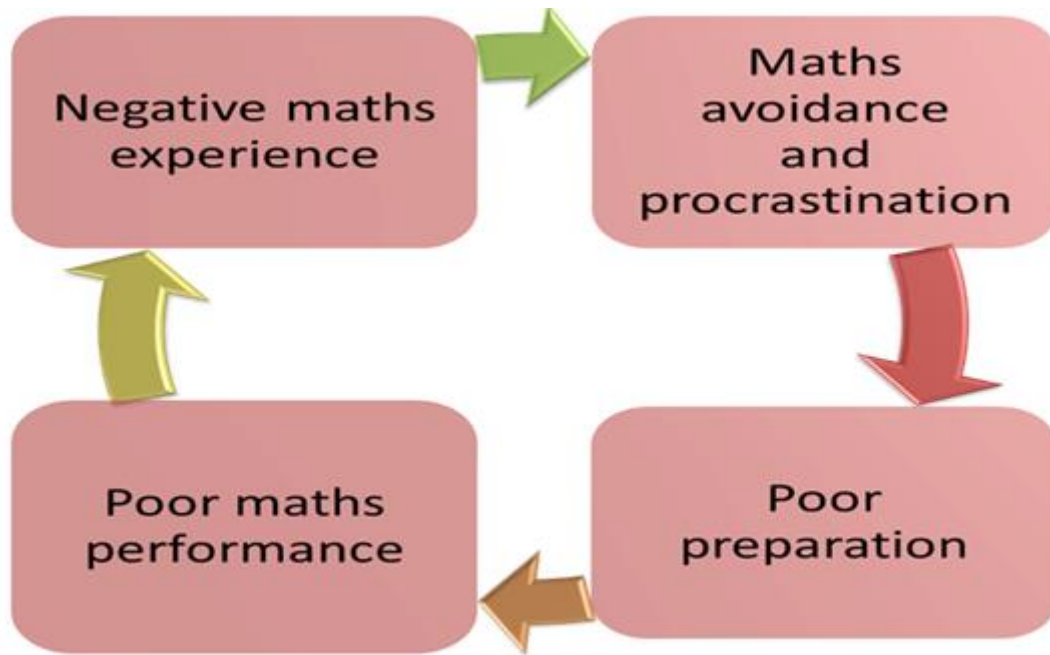 Negative maths
experience
Maths
avoidance
and
procrastination
Poor
preparation
Poor maths
performance